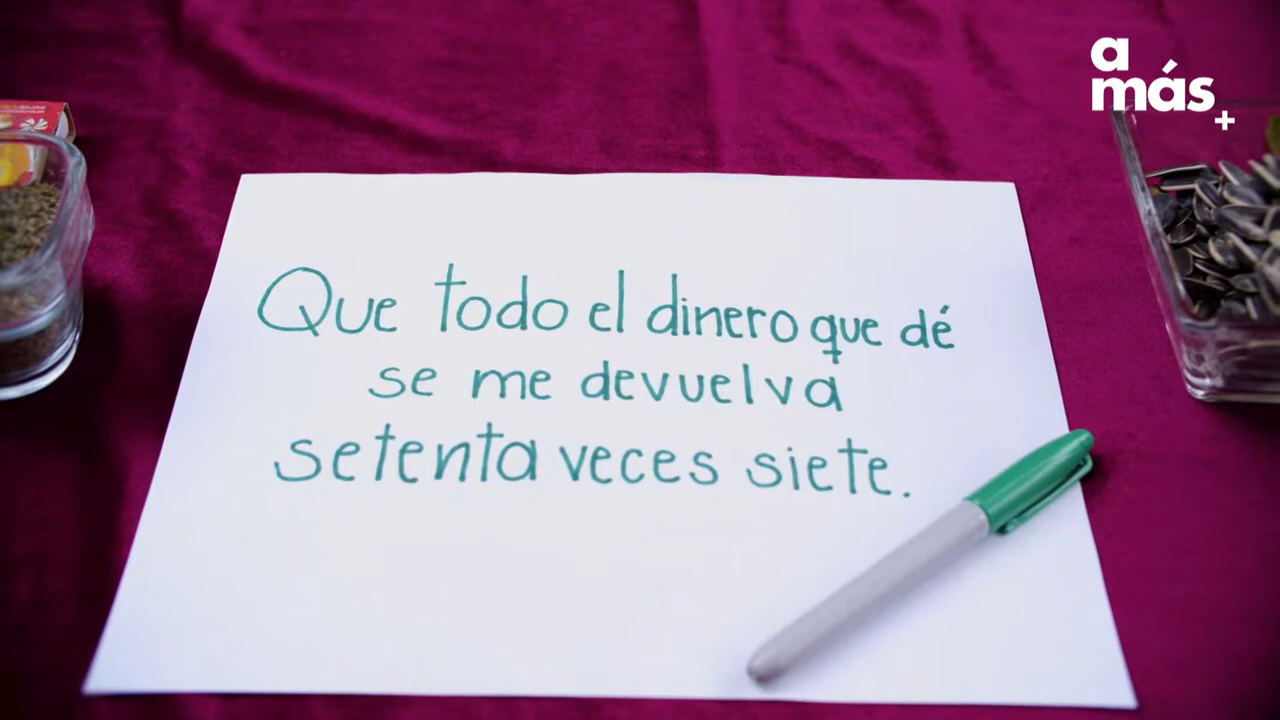 a
más
+
Que todo el dinero que dé
se me devuelva
setenta veces siete.